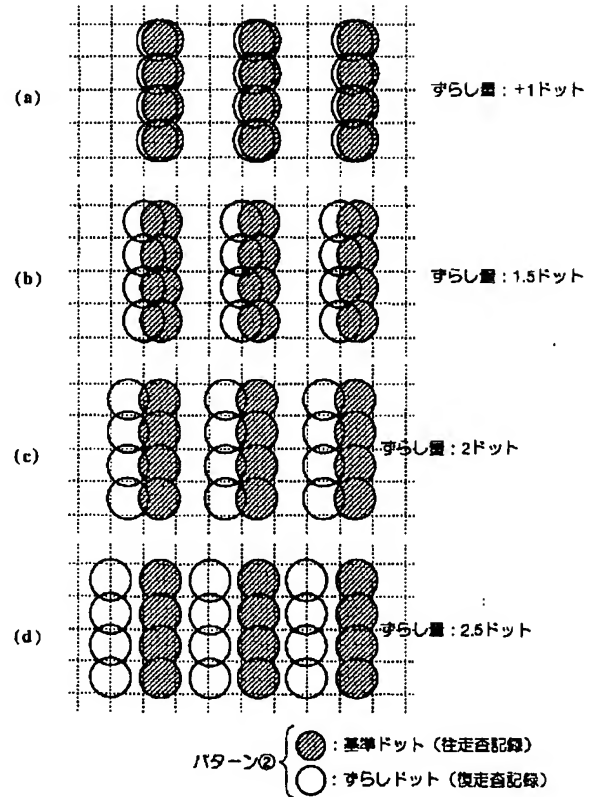 (a)
ずらし量：+1ドット
(b)
ずらし量：1.5ドット
(c)
ずらし量：2ドット
(d)
ずらし量：2.5ドット
パターン②
：基準ドット（往走査記録）
：ずらしドット（復走査記録）